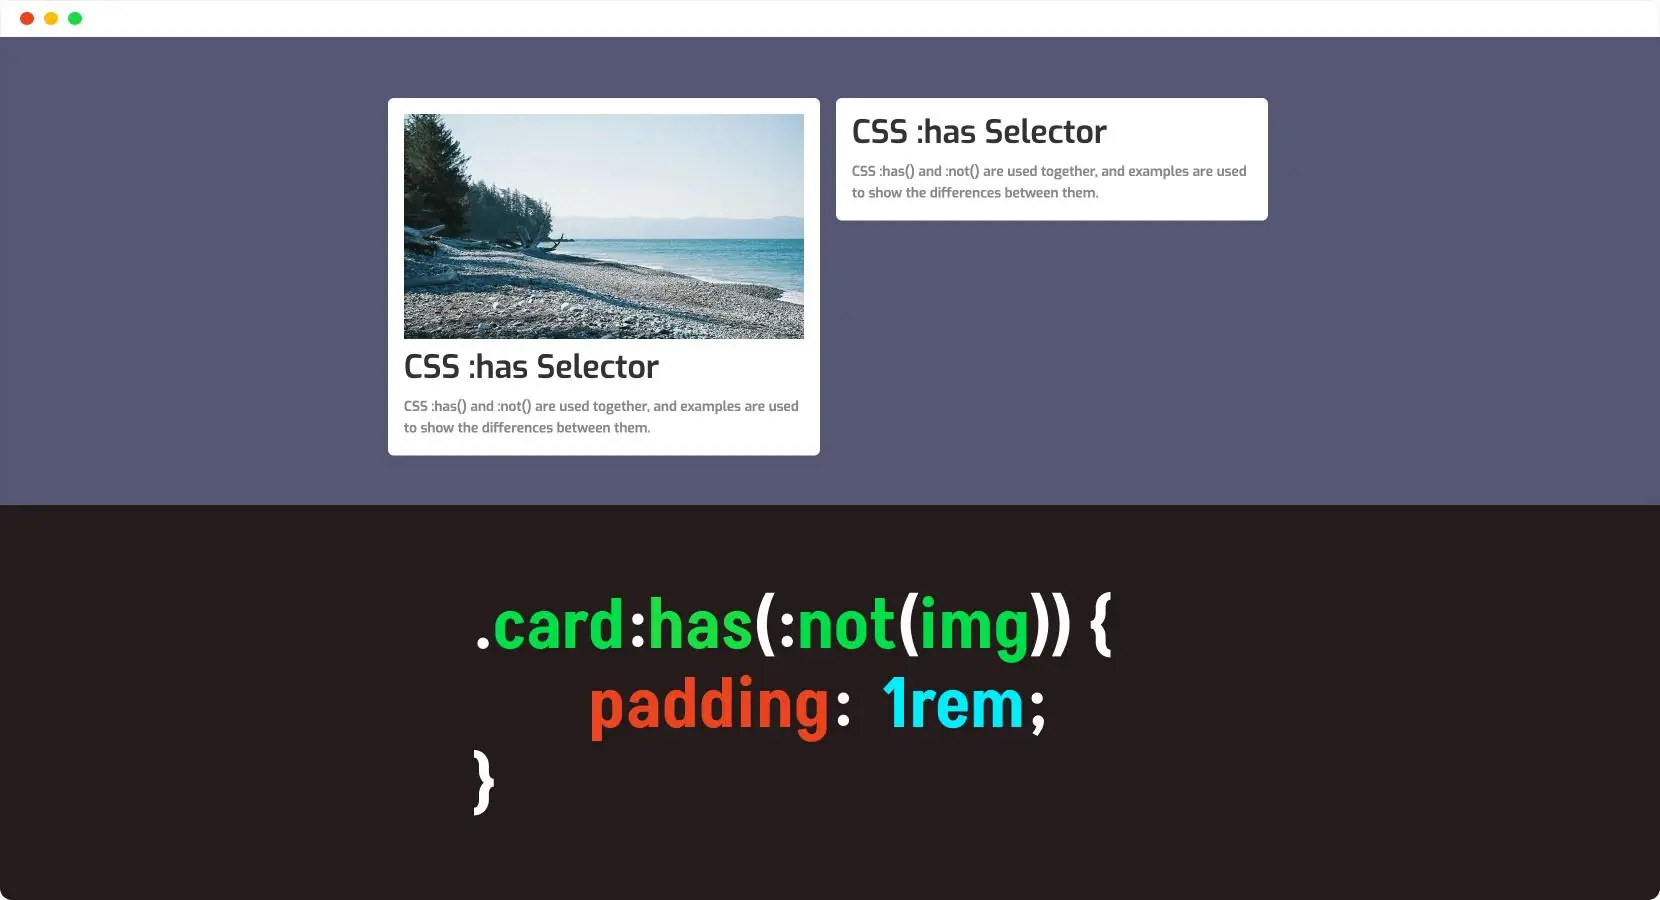 CSS :has Selector
CSS :has() and :not() are used together, and examples are used
to show the differences between them.
CSS :has Selector
CSS :has() and :not() are used together, and examples are used
to show the differences between them.
.card:has(:not(img)) {
padding: 1rem;
}